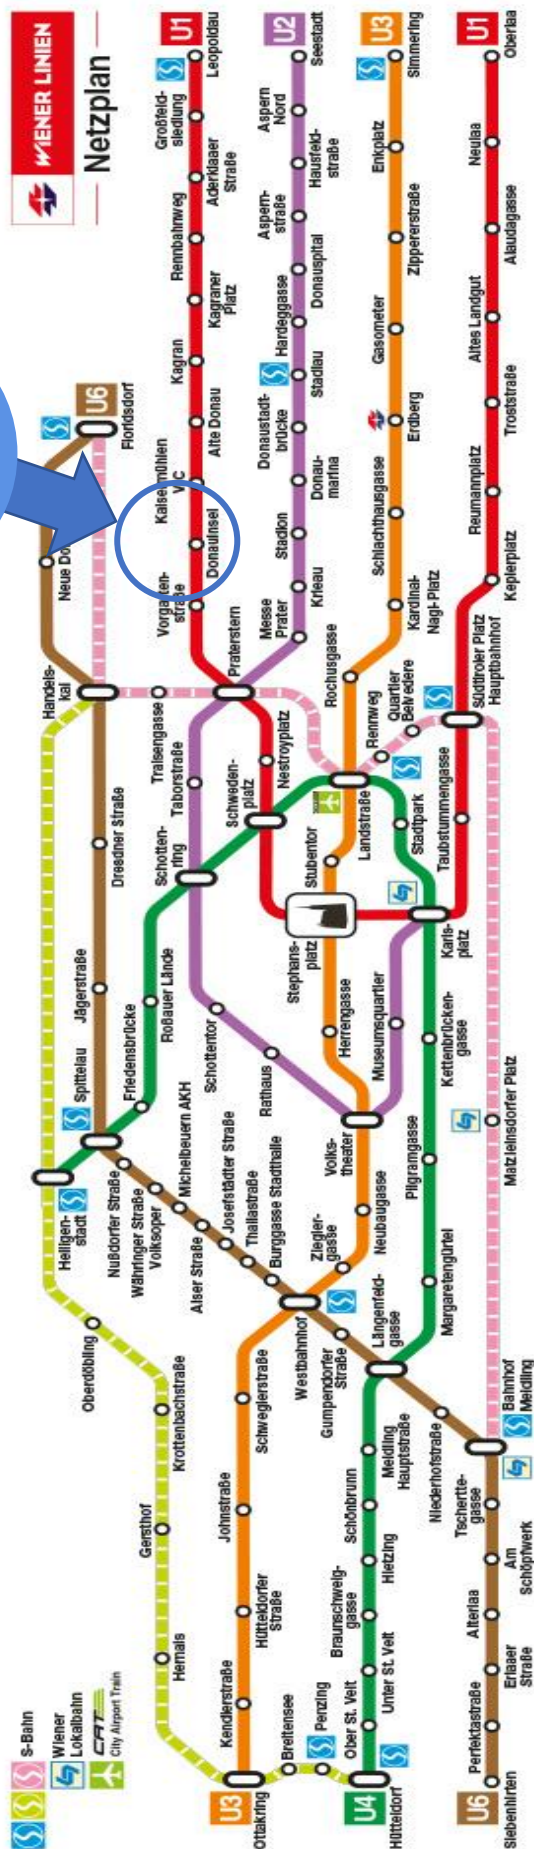 WIENER LINIEN
Netzplan
S-Bahn
Wiener
Lokalbahn
CAT
City Airport Train
U1
Leopoldau
Großfeld-
siedlung
Aderklaaer
Straße
Rennbahnweg
Kagraner
Platz
Kagran
Alte Donau
Kaisermühlen
VIC
Donauinsel
Vorgarten-
straße
Praterstern
Nestroyplatz
Schweden-
platz
Stephans-
platz
Karls-
platz
Taubstummengasse
Südtiroler Platz
Hauptbahnhof
Keplerplatz
Reumannplatz
Troststraße
Altes Landgut
Alaudagasse
Neulaa
Oberlaa
U1
U2
Seestadt
Aspern
Nord
Hausfeld-
straße
Aspern-
straße
Donauspital
Hardeggasse
Stadlau
Donaustadt-
brücke
Donau-
marina
Stadion
Krieau
Messe
Prater
Taborstraße
Schotten-
ring
Schottentor
Rathaus
Volks-
theater
Museumsquartier
U3
Simmering
Enkplatz
Zippererstraße
Gasometer
Erdberg
Schlachthausgasse
Kardinal-
Nagl-Platz
Rochusgasse
Landstraße
Stubentor
Herrengasse
Neubaugasse
Ziegler-
gasse
Westbahnhof
Schweglerstraße
Johnstraße
Hütteldorfer
Straße
Kendlerstraße
U3
Ottakring
U4
Hütteldorf
Ober St. Veit
Unter St. Veit
Braunschweig-
gasse
Hietzing
Schönbrunn
Meidling
Hauptstraße
Längenfeld-
gasse
Margaretengürtel
Pilgramgasse
Kettenbrücken-
gasse
Stadtpark
Roßauer Lände
Friedensbrücke
Spittelau
Heiligen-
stadt
U6
Floridsdorf
Neue Do
Handels-
kai
Dresdner Straße
Jägerstraße
Nußdorfer Straße
Währinger Straße
Volksoper
Michelbeuern AKH
Alser Straße
Josefstädter Straße
Thaliastraße
Burggasse Stadthalle
Gumpendorfer
Straße
Niederhofstraße
Bahnhof
Meidling
Tschertte-
gasse
Am
Schöpfwerk
Alterlaa
Erlaaer
Straße
Perfektastraße
Siebenhirten
U6
Traisengasse
Rennweg
Quartier
Belvedere
Matzleinsdorfer Platz
Oberdöbling
Krottenbachstraße
Gersthof
Hernals
Breitensee
Penzing